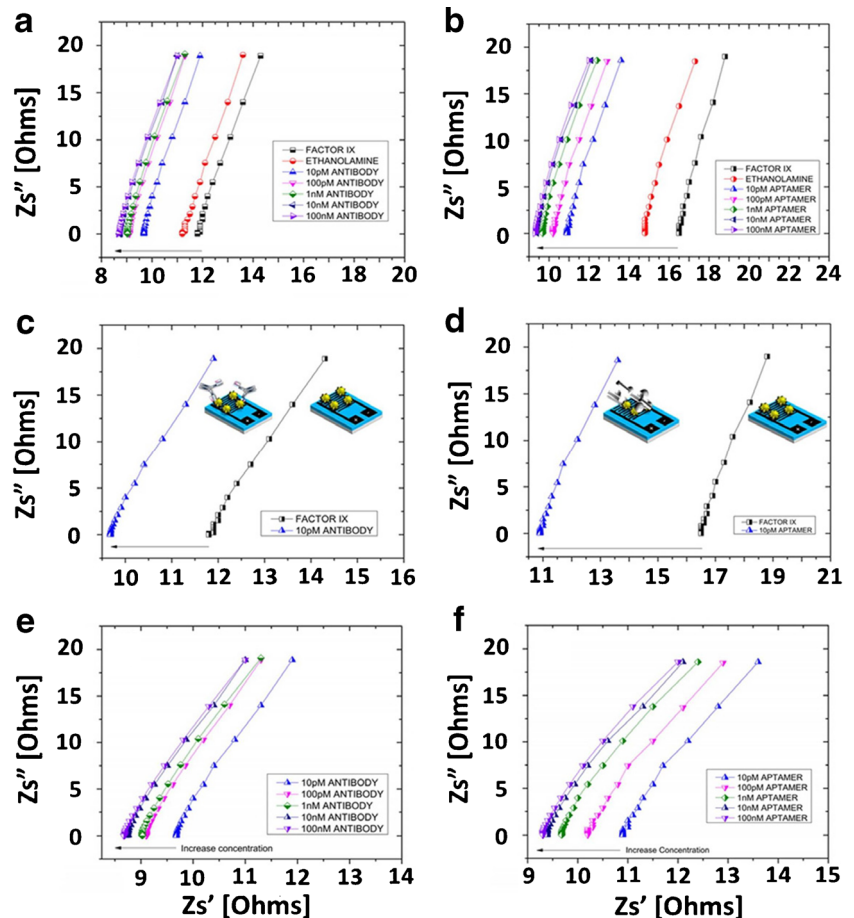 a
Zs″ [Ohms]
20
15
10
5
0
FACTOR IX
ETHANOLAMINE
10pM ANTIBODY
100pM ANTIBODY
1nM ANTIBODY
10nM ANTIBODY
100nM ANTIBODY
8 10 12 14 16 18 20
b
Zs″ [Ohms]
20
15
10
5
0
FACTOR IX
ETHANOLAMINE
10pM APTAMER
100pM APTAMER
1nM APTAMER
10nM APTAMER
100nM APTAMER
10 12 14 16 18 20 22 24
c
Zs″ [Ohms]
20
15
10
5
0
FACTOR IX
10pM ANTIBODY
10 11 12 13 14 15 16
d
Zs″ [Ohms]
20
15
10
5
0
FACTOR IX
10pM APTAMER
11 13 15 17 19 21
e
Zs″ [Ohms]
20
15
10
5
0
10pM ANTIBODY
100pM ANTIBODY
1nM ANTIBODY
10nM ANTIBODY
100nM ANTIBODY
Increase concentration
9 10 11 12 13 14
Zs′ [Ohms]
f
Zs″ [Ohms]
20
15
10
5
0
10pM APTAMER
100pM APTAMER
1nM APTAMER
10nM APTAMER
100nM APTAMER
Increase Concentration
9 10 11 12 13 14 15
Zs′ [Ohms]